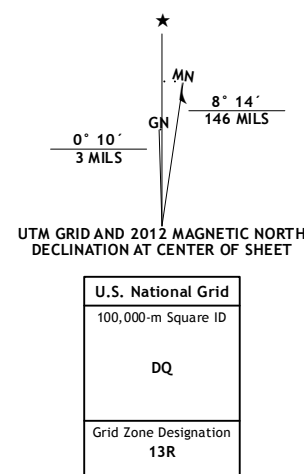 ★
MN
GN
8° 14´
146 MILS
0° 10´
3 MILS
UTM GRID AND 2012 MAGNETIC NORTH
DECLINATION AT CENTER OF SHEET
U.S. National Grid
100,000-m Square ID
DQ
Grid Zone Designation
13R